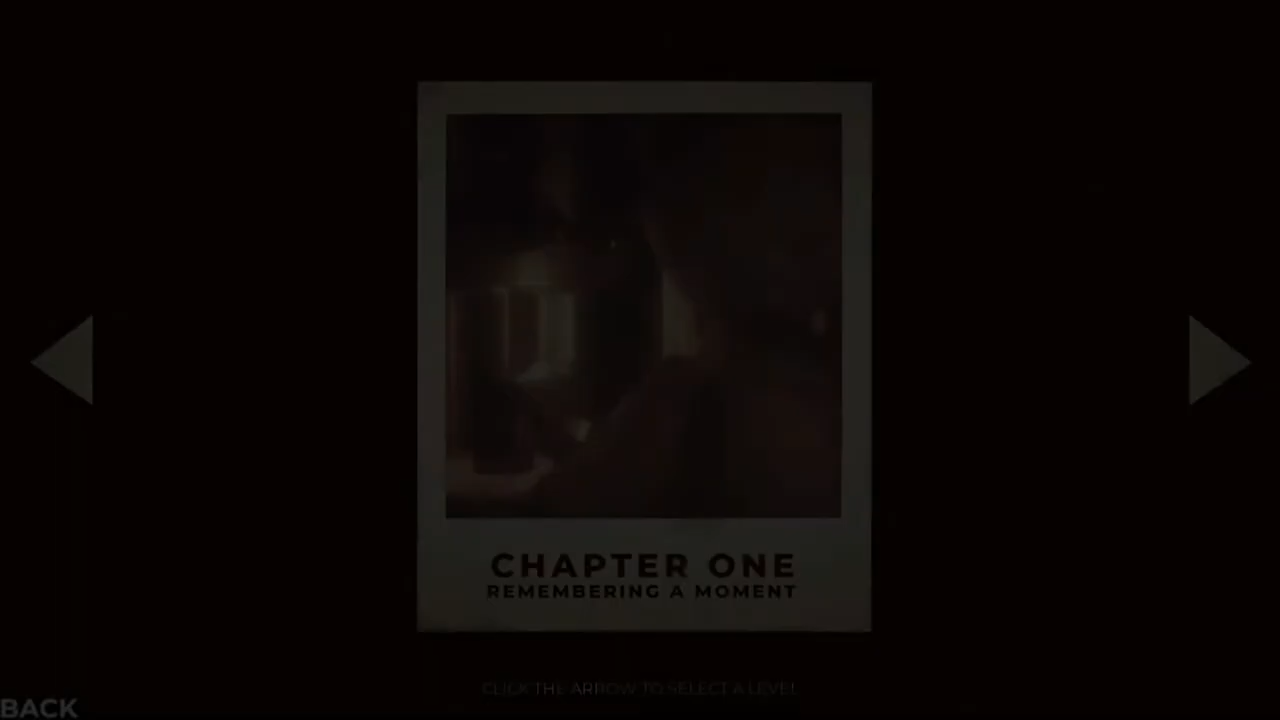 CHAPTER ONE
REMEMBERING A MOMENT
CLICK THE ARROW TO SELECT A LEVEL
BACK